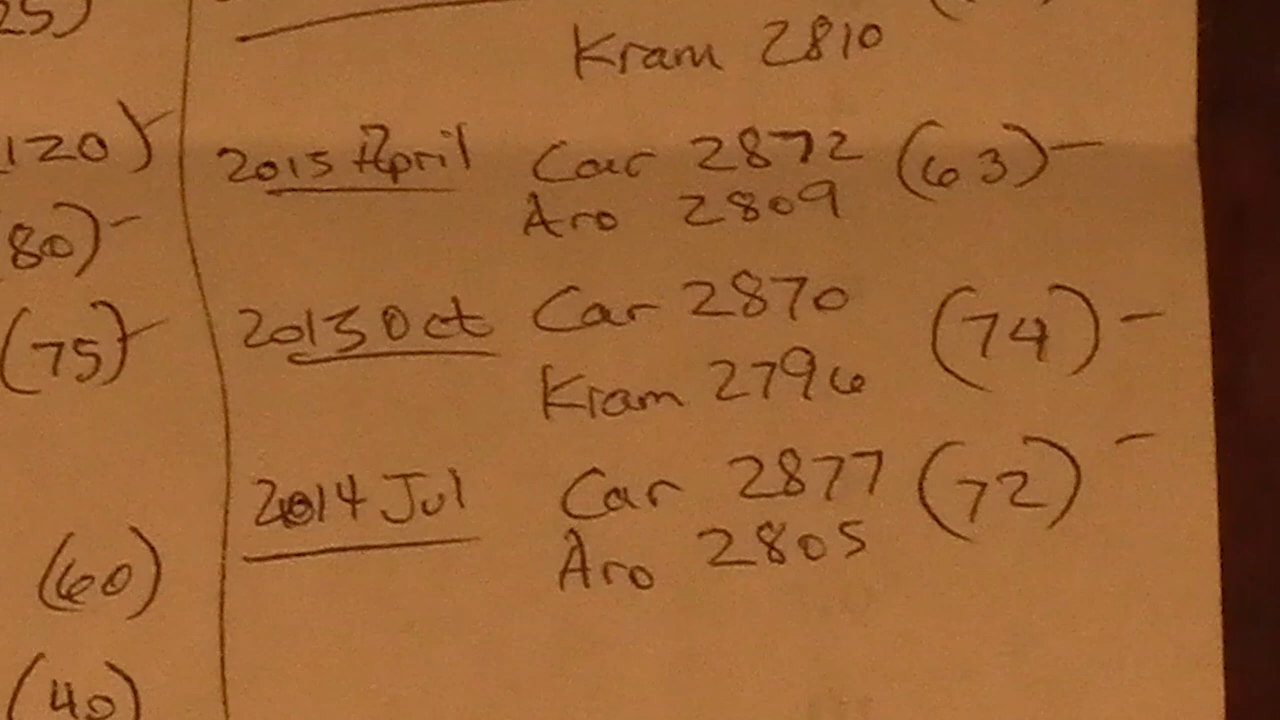 Kram 2810
120)
2015 April Car 2872 (63) -
Aro 2809
80) -
2013 Oct Car 2870 (74) -
(75) -
Kram 2796
2014 Jul Car 2877 (72) -
Aro 2805
(60)
(40)